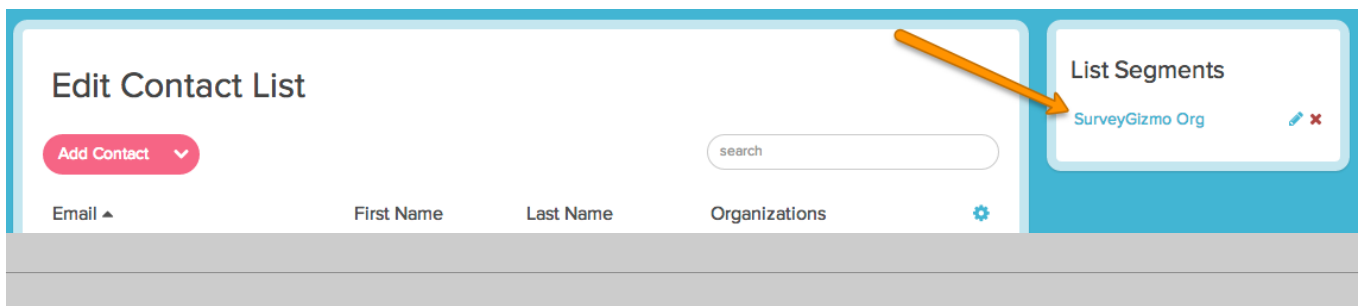 Edit Contact List
Add Contact
search
Email First Name Last Name Organizations
List Segments
SurveyGizmo Org